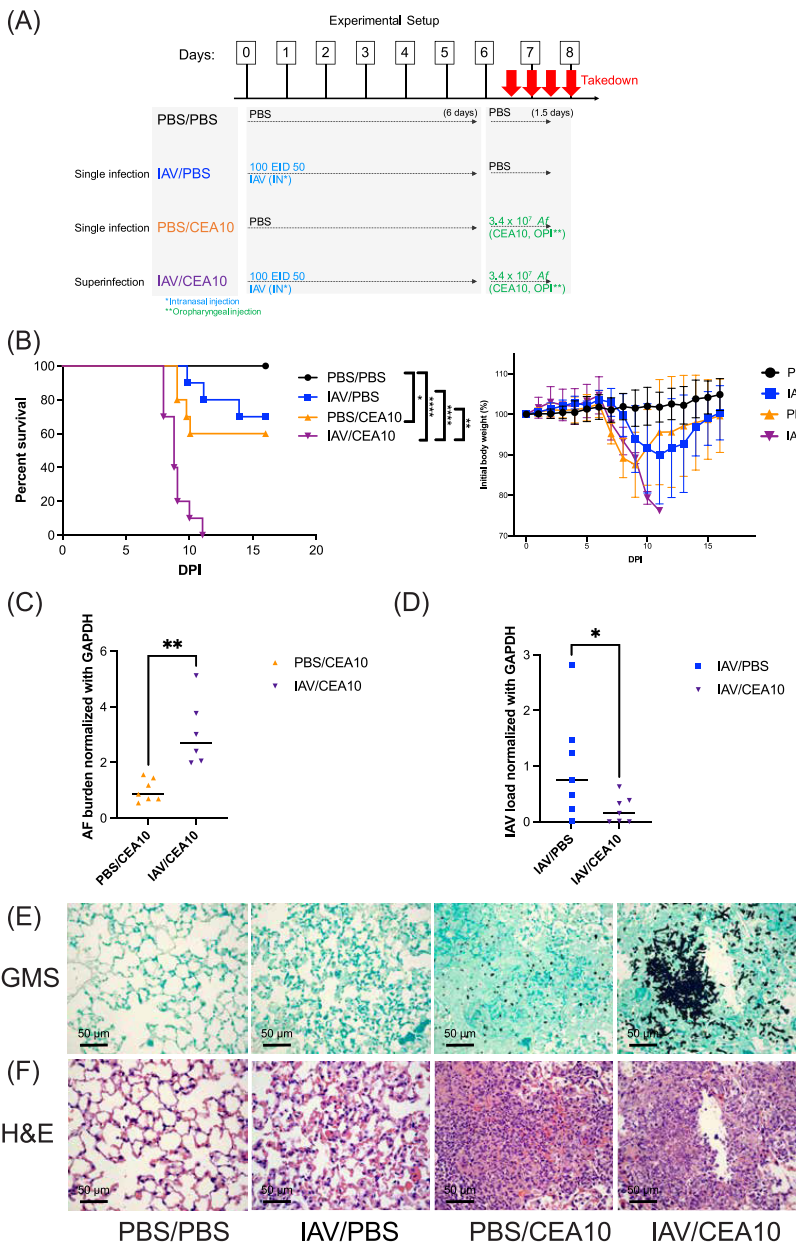 (A)
Experimental Setup
Days: 0 1 2 3 4 5 6 7 8
Takedown
PBS/PBS PBS (6 days) PBS (1.5 days)
Single infection IAV/PBS 100 EID 50 IAV (IN*) PBS
Single infection PBS/CEA10 PBS 3.4 x 10⁷ Af (CEA10, OPI**)
Superinfection IAV/CEA10 100 EID 50 IAV (IN*) 3.4 x 10⁷ Af (CEA10, OPI**)
*Intranasal injection
**Oropharyngeal injection
(B)
Percent survival
100
80
60
40
20
0
0 5 10 15 20
DPI
PBS/PBS
IAV/PBS
PBS/CEA10
IAV/CEA10
* **** **** **
Initial body weight (%)
110
100
90
80
70
0 5 10 15
DPI
P
IA
P
IA
(C)
AF burden normalized with GAPDH
6
4
2
0
**
PBS/CEA10
IAV/CEA10
PBS/CEA10
IAV/CEA10
(D)
IAV load normalized with GAPDH
3
2
1
0
*
IAV/PBS
IAV/CEA10
IAV/PBS
IAV/CEA10
(E)
GMS
50 µm 50 µm 50 µm 50 µm
(F)
H&E
50 µm 50 µm 50 µm 50 µm
PBS/PBS IAV/PBS PBS/CEA10 IAV/CEA10